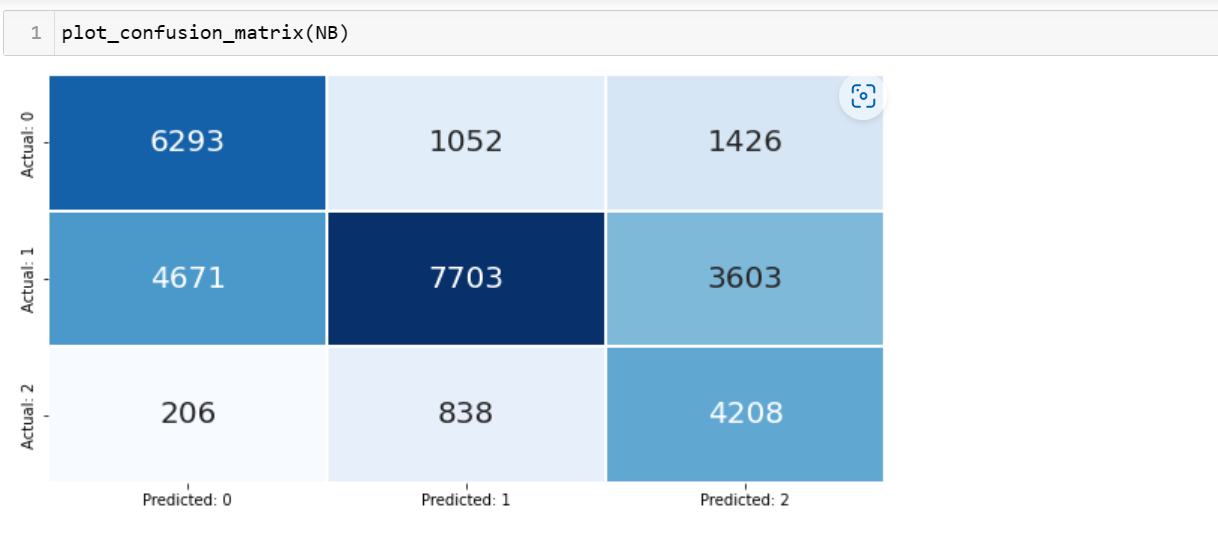 1 plot_confusion_matrix(NB)
Actual: 0
6293 1052 1426
Actual: 1
4671 7703 3603
Actual: 2
206 838 4208
Predicted: 0 Predicted: 1 Predicted: 2